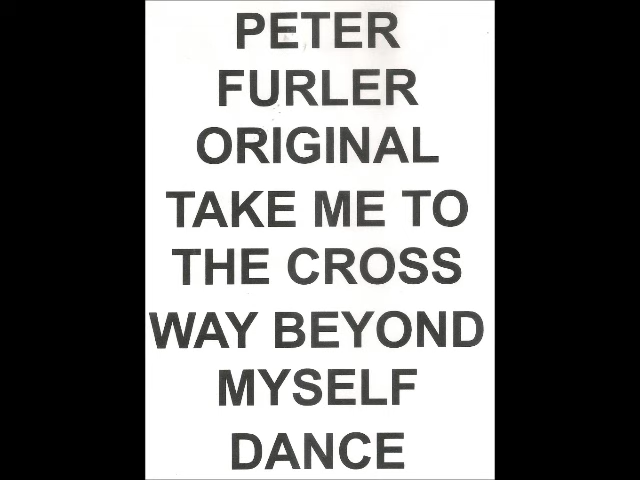 PETER
FURLER
ORIGINAL
TAKE ME TO
THE CROSS
WAY BEYOND
MYSELF
DANCE